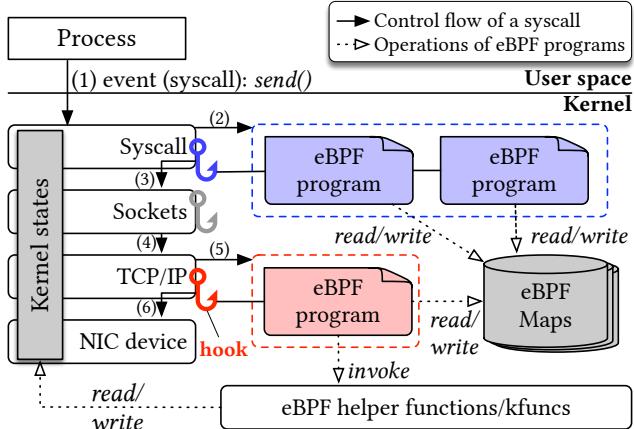 Process
Control flow of a syscall
Operations of eBPF programs
(1) event (syscall): send()
User space
Kernel
(2)
Syscall
eBPF
program
eBPF
program
(3)
Sockets
Kernel states
read/write
read/write
(4)
(5)
TCP/IP
eBPF
program
eBPF
Maps
(6)
read/
write
NIC device
hook
invoke
read/
write
eBPF helper functions/kfuncs